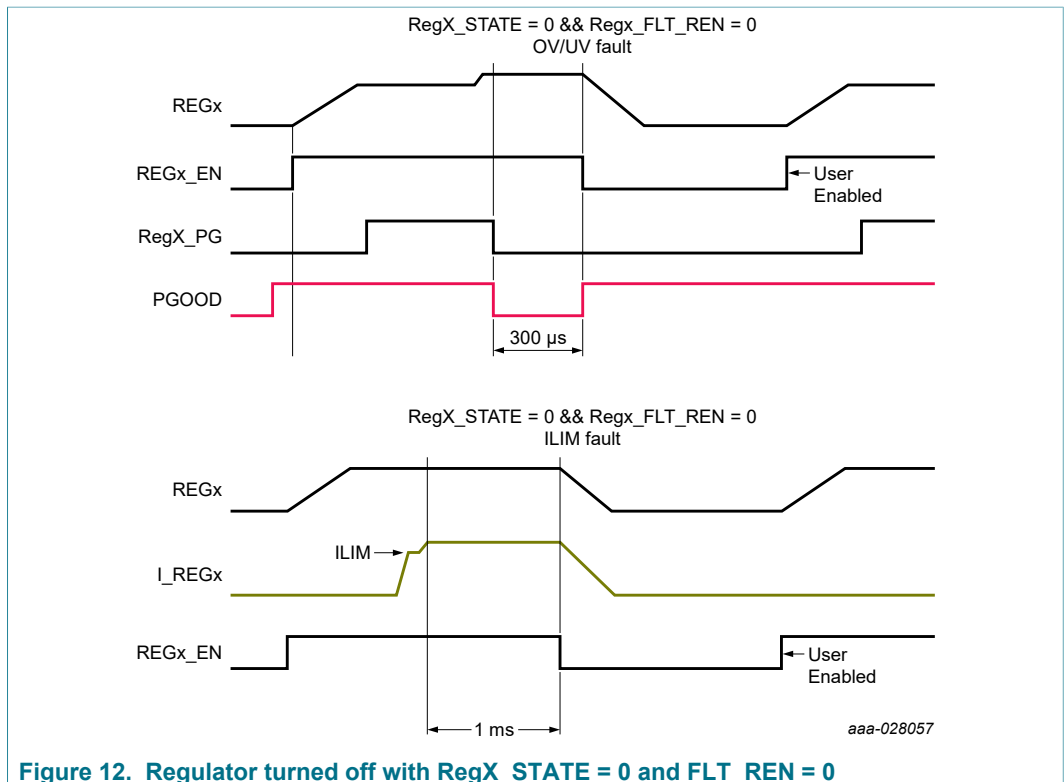 RegX_STATE = 0 && Regx_FLT_REN = 0
OV/UV fault
REGx
REGx_EN
User
Enabled
RegX_PG
PGOOD
300 μs
RegX_STATE = 0 && Regx_FLT_REN = 0
ILIM fault
REGx
ILIM
I_REGx
REGx_EN
User
Enabled
1 ms
aaa-028057
Figure 12. Regulator turned off with RegX_STATE = 0 and FLT_REN = 0